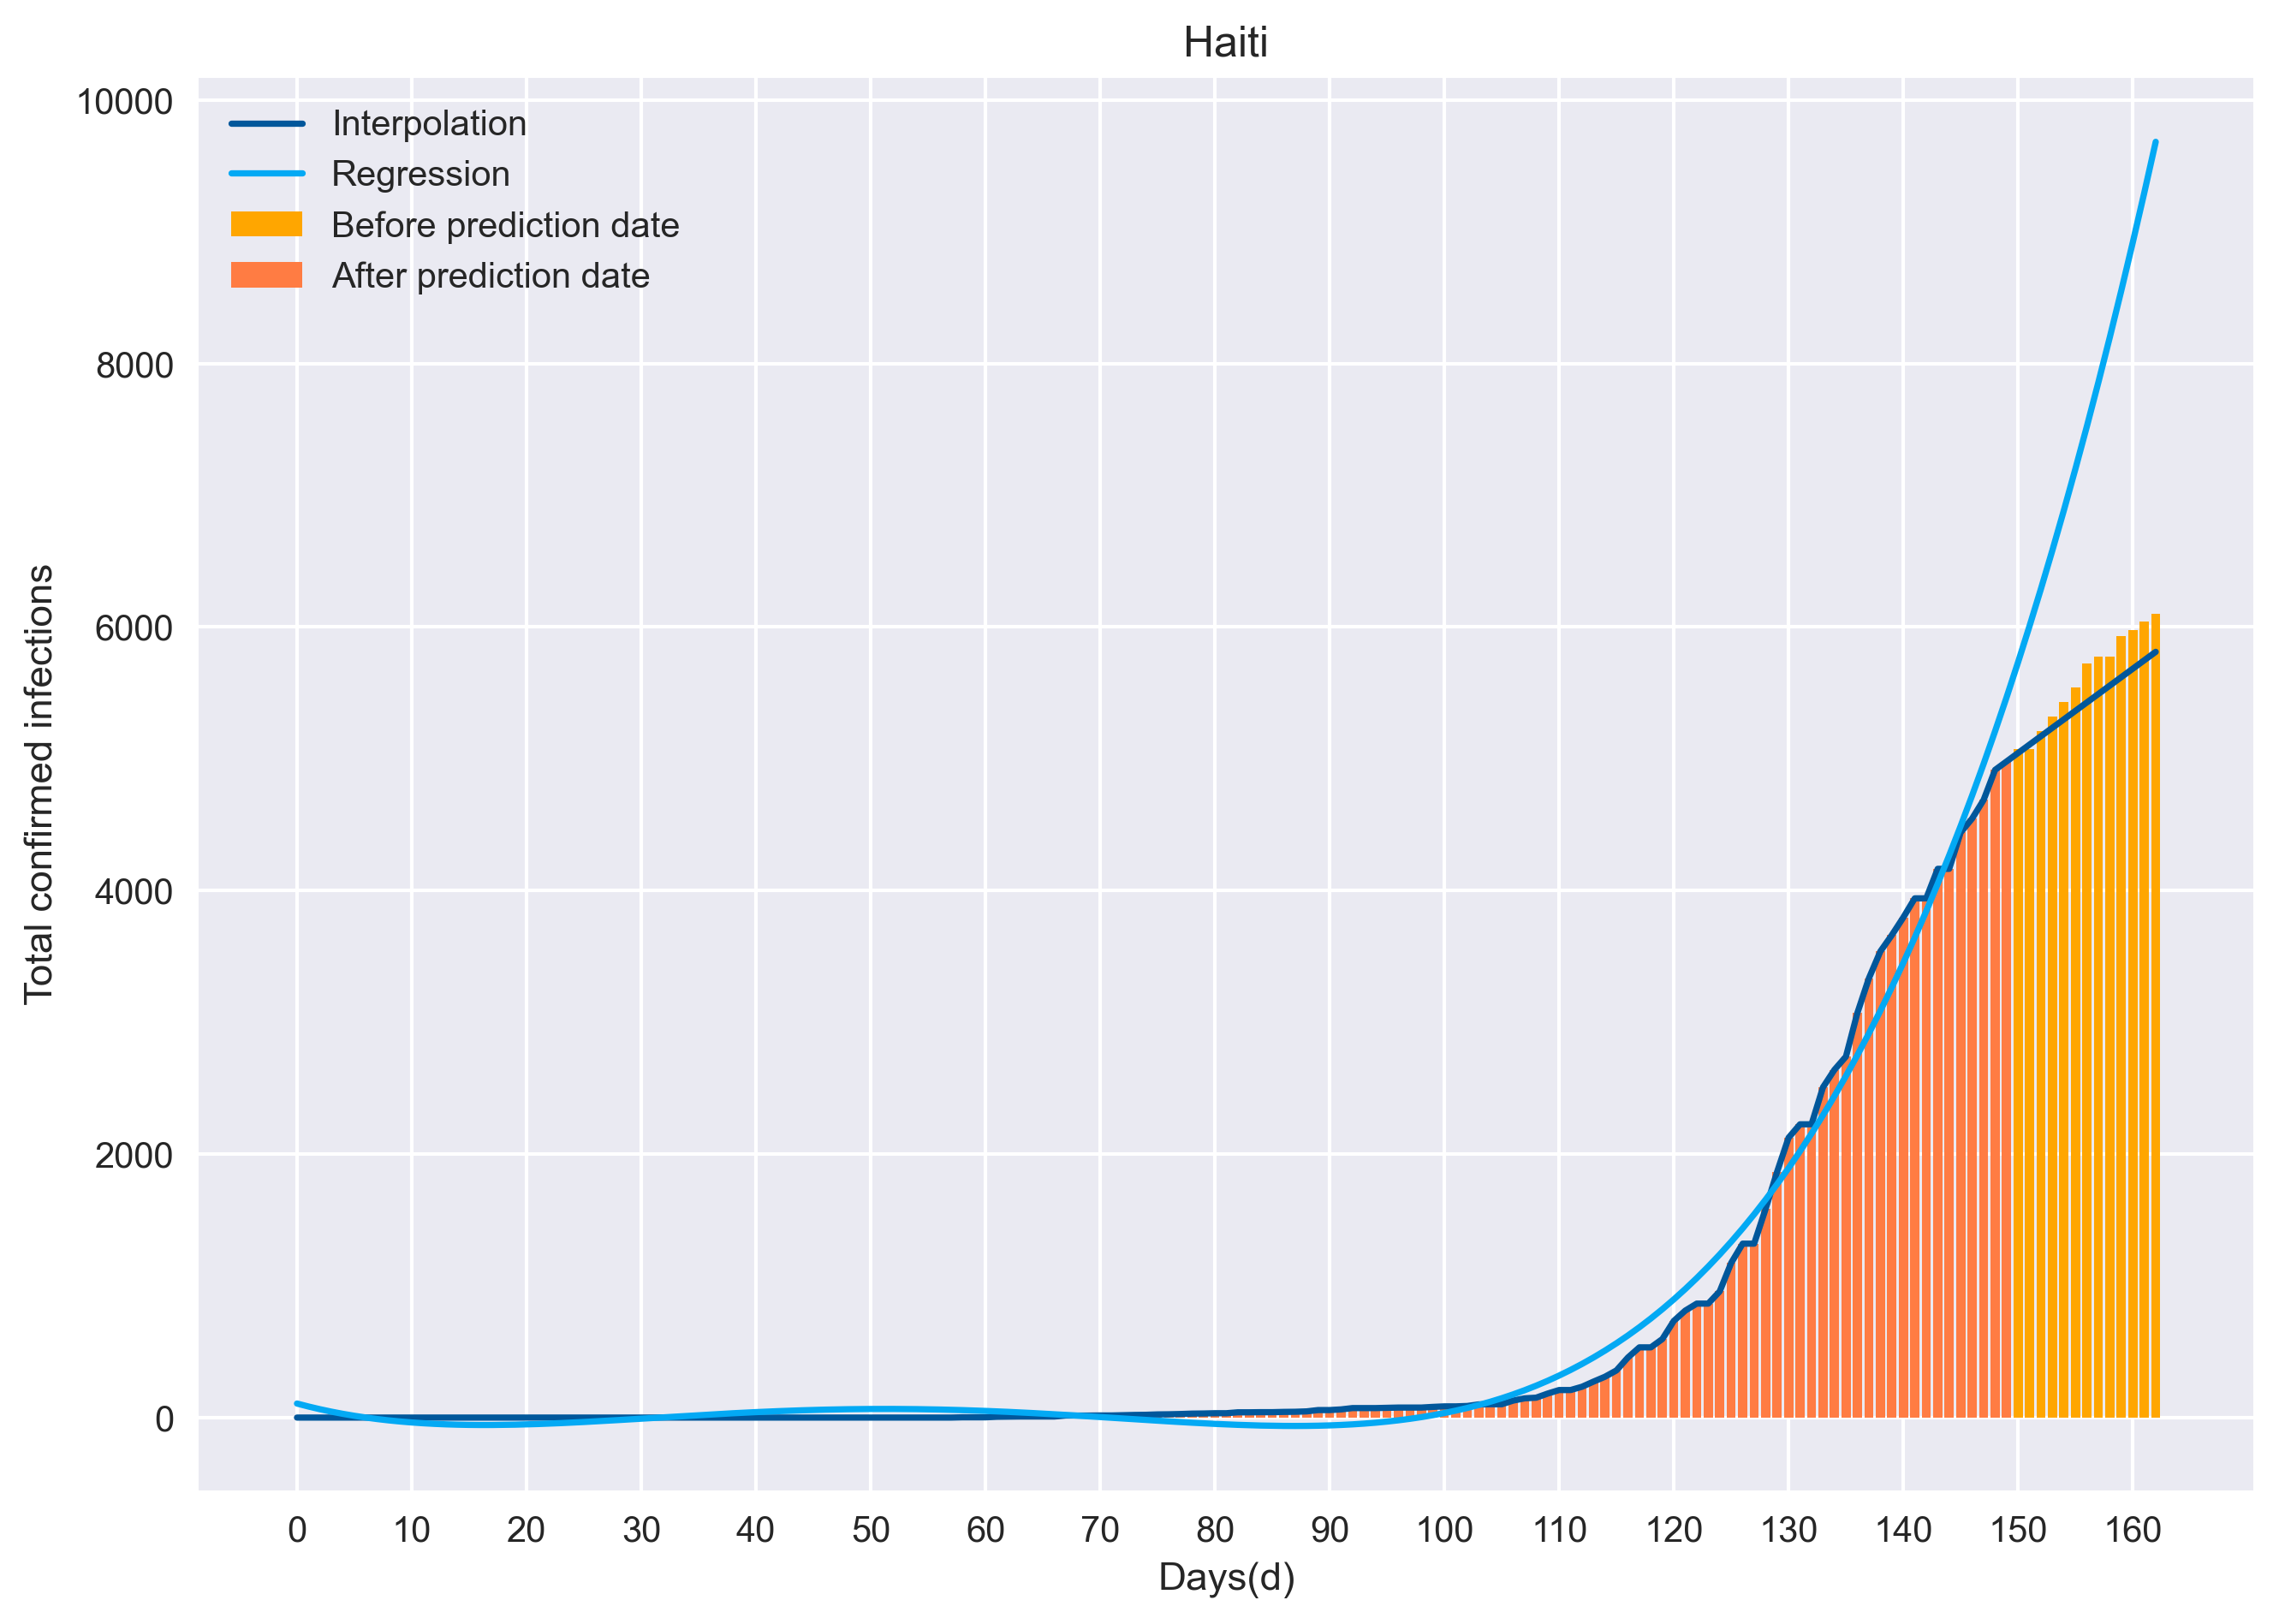 Haiti
10000
8000
6000
4000
2000
0
Total confirmed infections
Interpolation
Regression
Before prediction date
After prediction date
0 10 20 30 40 50 60 70 80 90 100 110 120 130 140 150 160
Days(d)